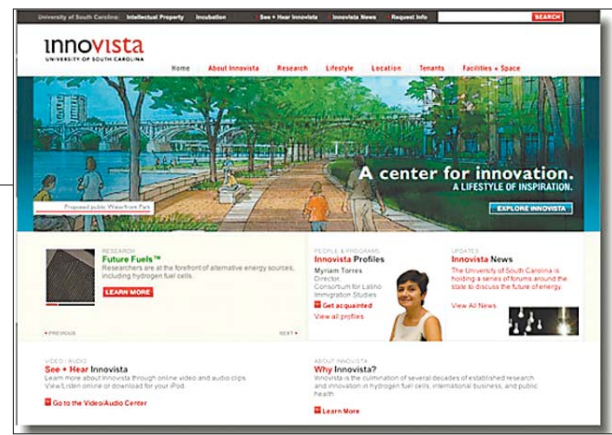 University of South Carolina: Intellectual Property Incubation See + Hear Innovista Innovista News Request Info SEARCH
innovista
UNIVERSITY OF SOUTH CAROLINA
Home About Innovista Research Lifestyle Location Tenants Facilities + Space
A center for innovation.
A LIFESTYLE OF INSPIRATION.
Proposed public Waterfront Park
EXPLORE INNOVISTA
RESEARCH
Future Fuels™
Researchers are at the forefront of alternative energy sources,
including hydrogen fuel cells.
LEARN MORE
PREVIOUS NEXT
PEOPLE & PROGRAMS
Innovista Profiles
Myriam Torres
Director,
Consortium for Latino
Immigration Studies
Get acquainted
View all profiles
UPDATES
Innovista News
The University of South Carolina is
holding a series of forums around the
state to discuss the future of energy.
View All News
VIDEO / AUDIO
See + Hear Innovista
Learn more about Innovista through online video and audio clips.
View/Listen online or download for your iPod.
Go to the Video/Audio Center
ABOUT INNOVISTA
Why Innovista?
Innovista is the culmination of several decades of established research
and innovation in hydrogen fuel cells, international business, and public
health
Learn More